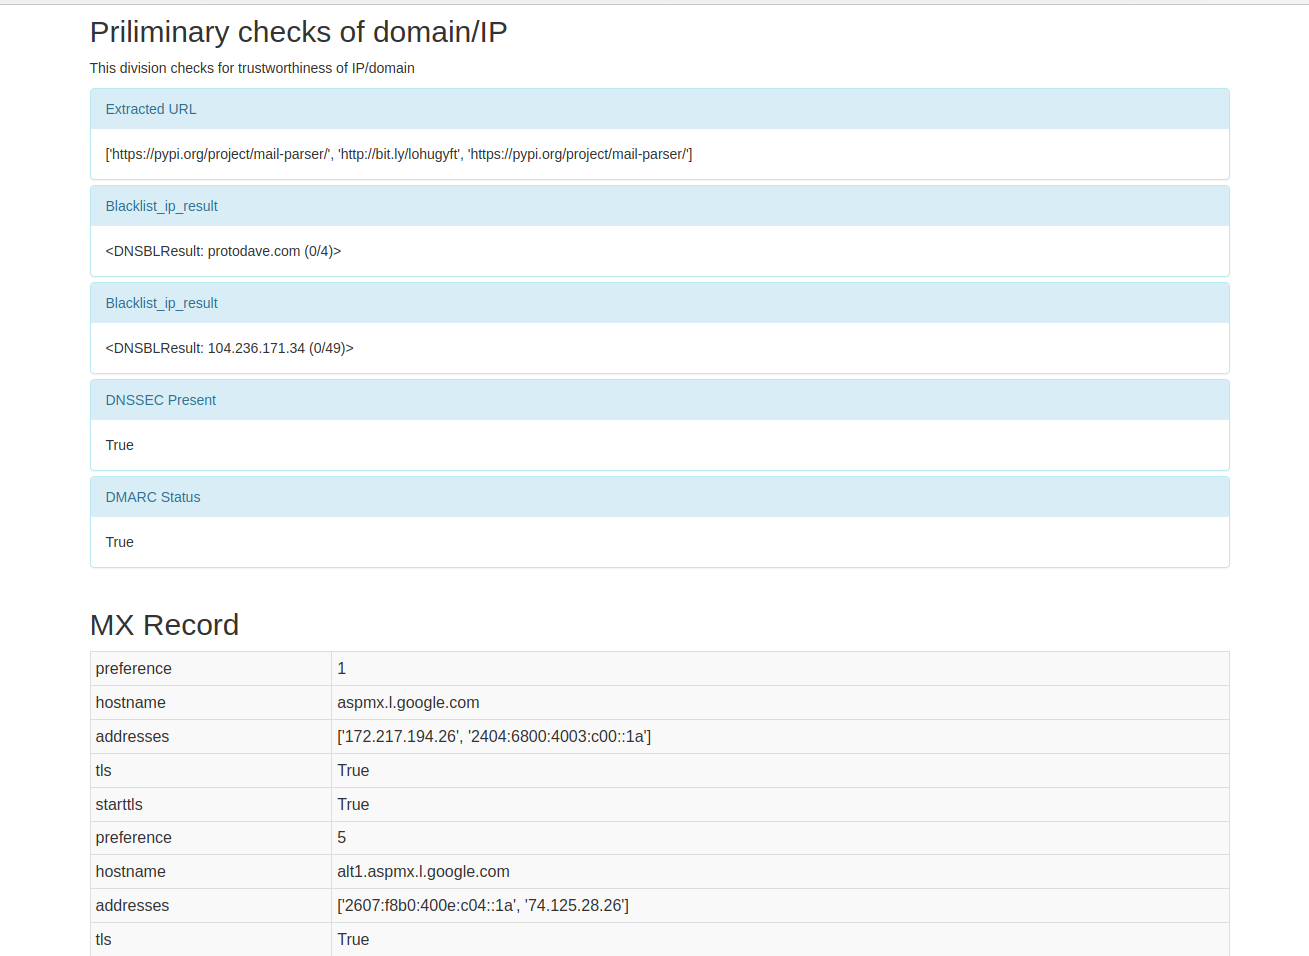 Priliminary checks of domain/IP
This division checks for trustworthiness of IP/domain
Extracted URL
['https://pypi.org/project/mail-parser/', 'http://bit.ly/lohugyft', 'https://pypi.org/project/mail-parser/']
Blacklist_ip_result
<DNSBLResult: protodave.com (0/4)>
Blacklist_ip_result
<DNSBLResult: 104.236.171.34 (0/49)>
DNSSEC Present
True
DMARC Status
True
MX Record
preference 1
hostname aspmx.l.google.com
addresses ['172.217.194.26', '2404:6800:4003:c00::1a']
tls True
starttls True
preference 5
hostname alt1.aspmx.l.google.com
addresses ['2607:f8b0:400e:c04::1a', '74.125.28.26']
tls True